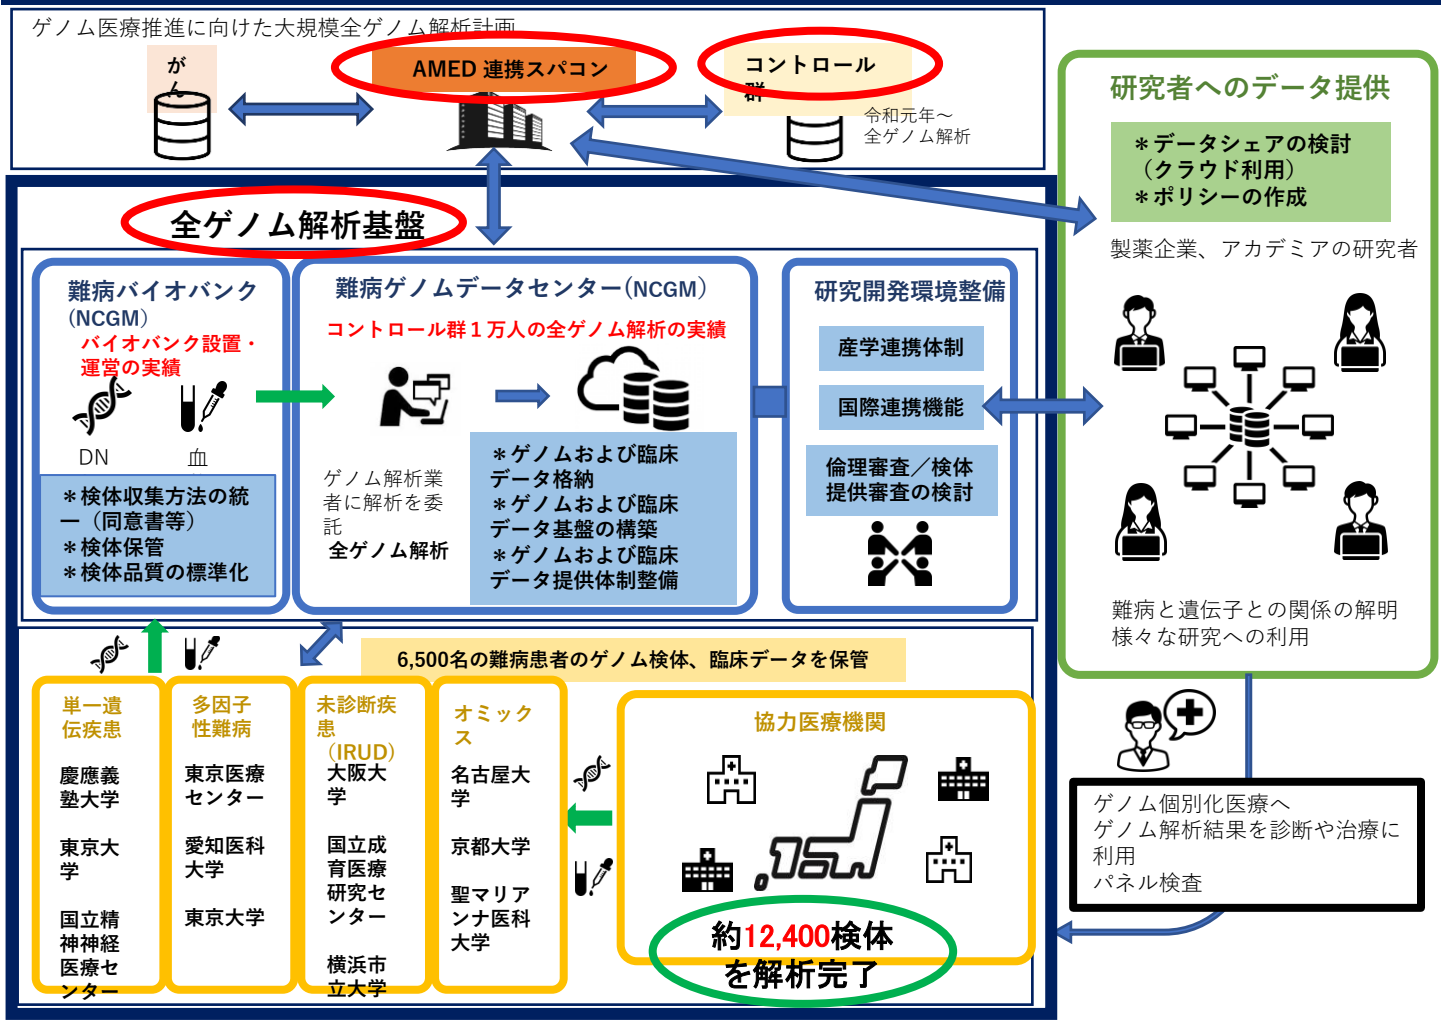 ゲノム医療推進に向けた大規模全ゲノム解析計画
が
ん
AMED 連携スパコン
コントロール
群
令和元年～
全ゲノム解析
研究者へのデータ提供
＊データシェアの検討
（クラウド利用）
＊ポリシーの作成
製薬企業、アカデミアの研究者
難病と遺伝子との関係の解明
様々な研究への利用
全ゲノム解析基盤
難病バイオバンク
(NCGM)
バイオバンク設置・
運営の実績
DN
血
＊検体収集方法の統
一（同意書等）
＊検体保管
＊検体品質の標準化
難病ゲノムデータセンター(NCGM)
コントロール群１万人の全ゲノム解析の実績
ゲノム解析業
者に解析を委
託
全ゲノム解析
＊ゲノムおよび臨床
データ格納
＊ゲノムおよび臨床
データ基盤の構築
＊ゲノムおよび臨床
データ提供体制整備
研究開発環境整備
産学連携体制
国際連携機能
倫理審査／検体
提供審査の検討
6,500名の難病患者のゲノム検体、臨床データを保管
単一遺
伝疾患
慶應義
塾大学
東京大
学
国立精
神神経
医療セ
ンター
多因子
性難病
東京医療
センター
愛知医科
大学
東京大学
未診断疾
患
（IRUD）
大阪大
学
国立成
育医療
研究セ
ンター
横浜市
立大学
オミック
ス
名古屋大
学
京都大学
聖マリア
ンナ医科
大学
協力医療機関
約12,400検体
を解析完了
ゲノム個別化医療へ
ゲノム解析結果を診断や治療に
利用
パネル検査